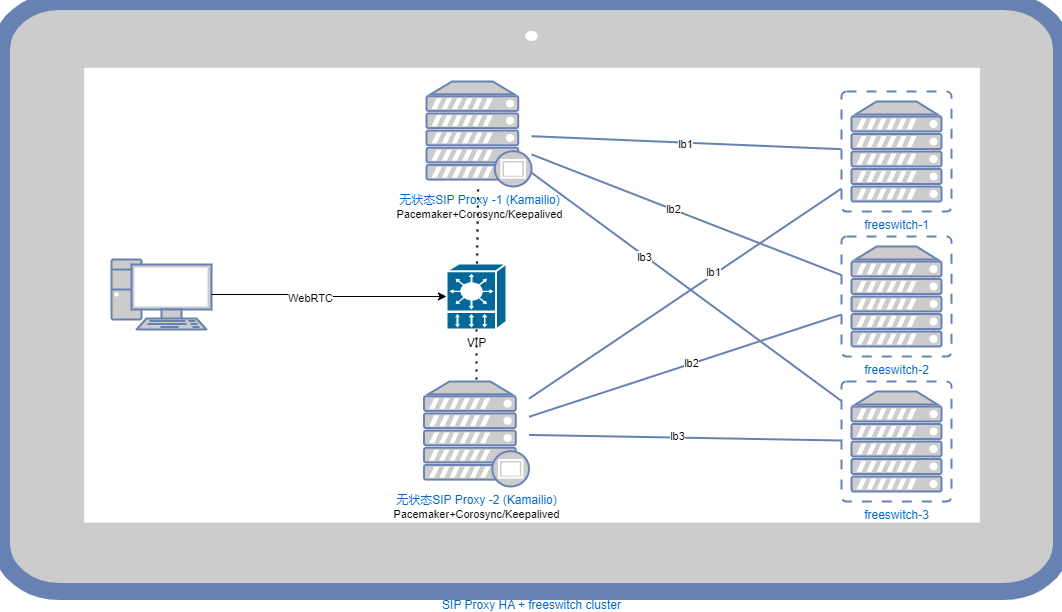 lb1
无状态SIP Proxy -1 (Kamailio)
Pacemaker+Corosync/Keepalived
lb2
freeswitch-1
lb3
lb1
WebRTC
VIP
lb2
freeswitch-2
lb3
无状态SIP Proxy -2 (Kamailio)
Pacemaker+Corosync/Keepalived
freeswitch-3
SIP Proxy HA + freeswitch cluster